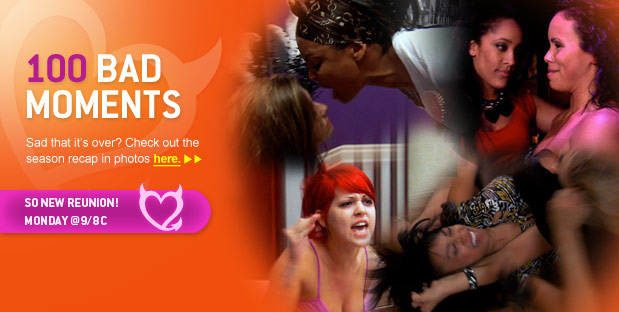 100 BAD
MOMENTS
Sad that it's over? Check out the
season recap in photos here.
SO NEW REUNION!
MONDAY @9/8C